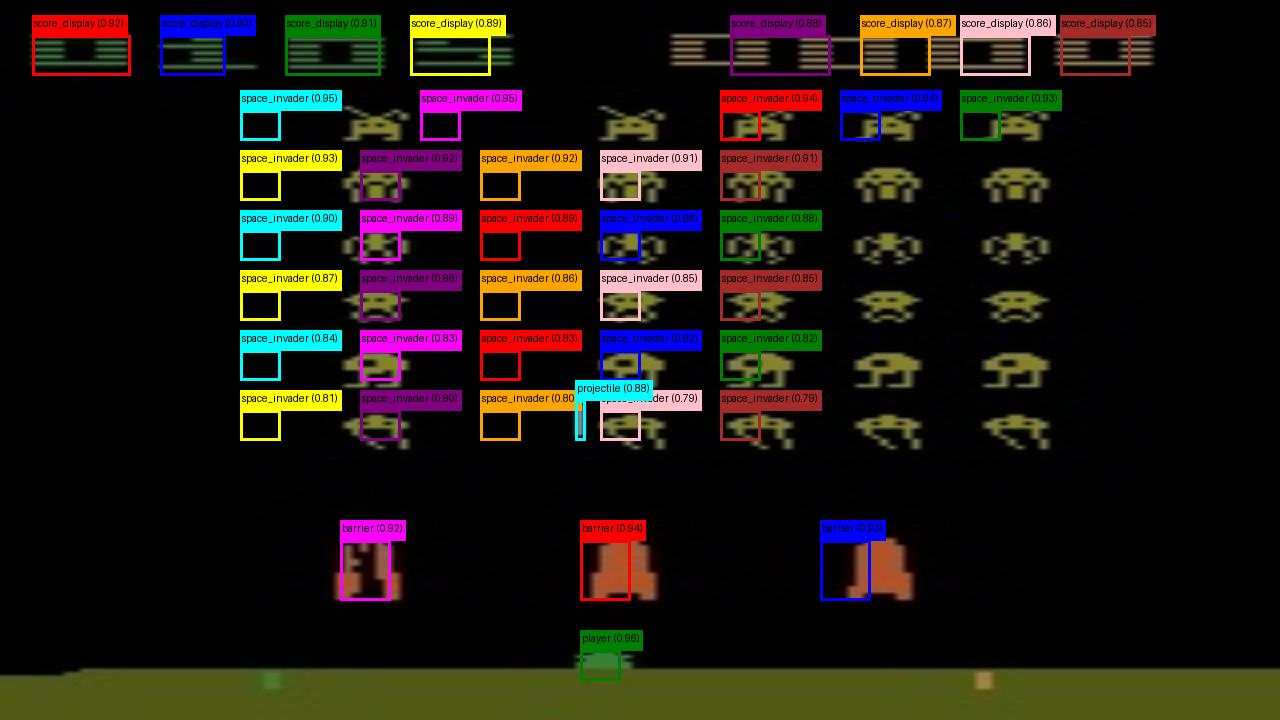 score_display (0.92) score_display (0.90) score_display (0.91) score_display (0.89) score_display (0.88) score_display (0.87) score_display (0.86) score_display (0.85)
space_invader (0.95) space_invader (0.95) space_invader (0.94) space_invader (0.94) space_invader (0.93)
space_invader (0.93) space_invader (0.92) space_invader (0.92) space_invader (0.91) space_invader (0.91)
space_invader (0.90) space_invader (0.89) space_invader (0.89) space_invader (0.88) space_invader (0.88)
space_invader (0.87) space_invader (0.86) space_invader (0.86) space_invader (0.85) space_invader (0.85)
space_invader (0.84) space_invader (0.83) space_invader (0.83) space_invader (0.82) space_invader (0.82)
projectile (0.88)
space_invader (0.81) space_invader (0.80) space_invader (0.80 space_invader (0.79) space_invader (0.79)
barrier (0.92) barrier (0.94) barrier (0.93)
player (0.96)